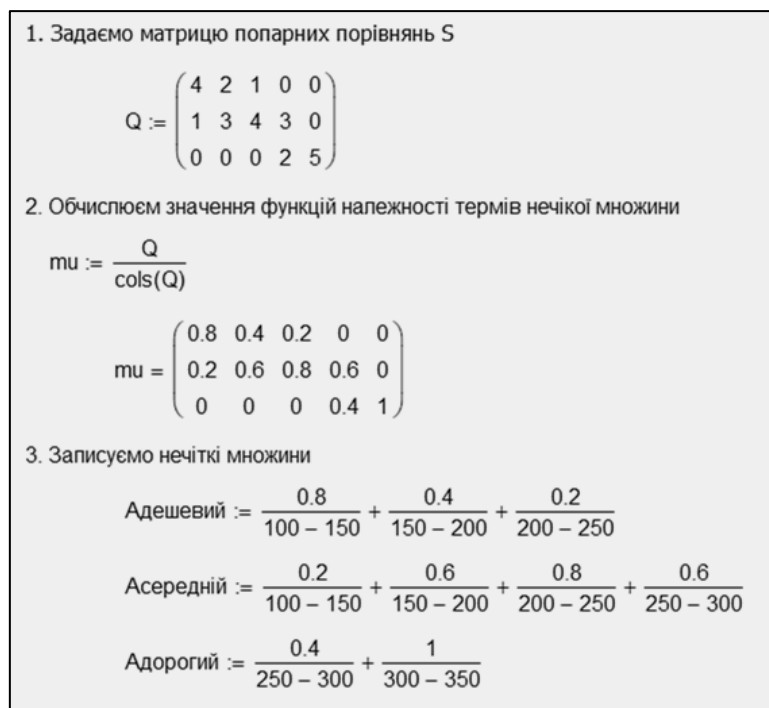 1. Задаємо матрицю попарних порівнянь S
4 2 1 0 0
Q := 1 3 4 3 0
0 0 0 2 5
2. Обчислюєм значення функцій належності термів нечікої множини
mu := Q / cols(Q)
0.8 0.4 0.2 0 0
mu = 0.2 0.6 0.8 0.6 0
0 0 0 0.4 1
3. Записуємо нечіткі множини
Адешевий := 0.8 / 100 – 150 + 0.4 / 150 – 200 + 0.2 / 200 – 250
Асередній := 0.2 / 100 – 150 + 0.6 / 150 – 200 + 0.8 / 200 – 250 + 0.6 / 250 – 300
Адорогий := 0.4 / 250 – 300 + 1 / 300 – 350